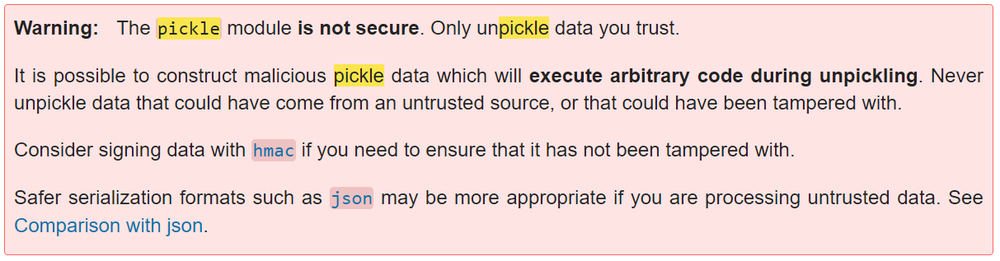 Warning: The pickle module is not secure. Only unpickle data you trust.
It is possible to construct malicious pickle data which will execute arbitrary code during unpickling. Never
unpickle data that could have come from an untrusted source, or that could have been tampered with.
Consider signing data with hmac if you need to ensure that it has not been tampered with.
Safer serialization formats such as json may be more appropriate if you are processing untrusted data. See
Comparison with json.